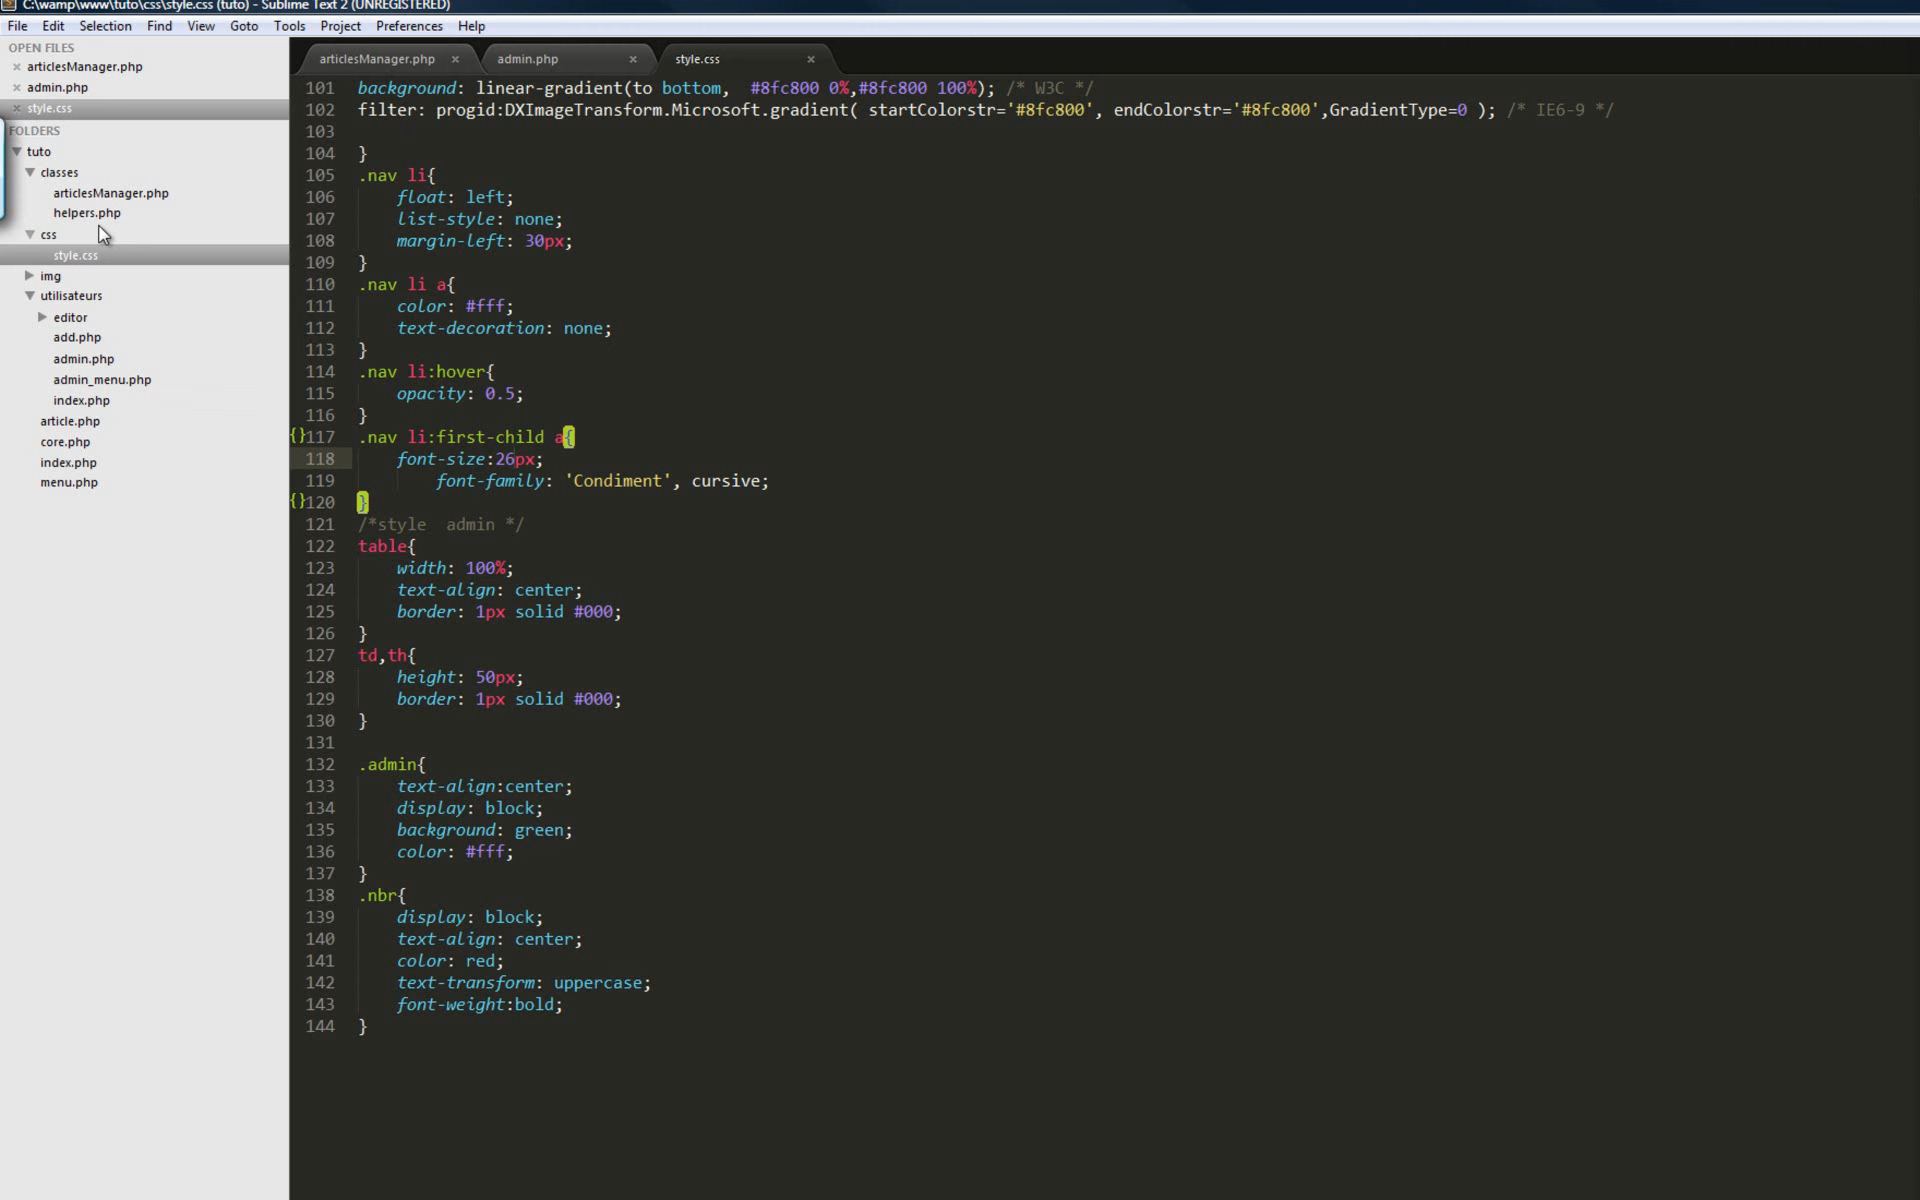 C:\wamp\www\tuto\css\style.css (tuto) - Sublime Text 2 (UNREGISTERED)
File Edit Selection Find View Goto Tools Project Preferences Help
OPEN FILES
articlesManager.php
admin.php
style.css
FOLDERS
tuto
classes
articlesManager.php
helpers.php
css
style.css
img
utilisateurs
editor
add.php
admin.php
admin_menu.php
index.php
article.php
core.php
index.php
menu.php
articlesManager.php admin.php style.css
101 background: linear-gradient(to bottom,  #8fc800 0%,#8fc800 100%); /* W3C */
102 filter: progid:DXImageTransform.Microsoft.gradient( startColorstr='#8fc800', endColorstr='#8fc800',GradientType=0 ); /* IE6-9 */
103
104 }
105 .nav li{
106 float: left;
107 list-style: none;
108 margin-left: 30px;
109 }
110 .nav li a{
111 color: #fff;
112 text-decoration: none;
113 }
114 .nav li:hover{
115 opacity: 0.5;
116 }
{}117 .nav li:first-child a{
118 font-size:26px;
119 font-family: 'Condiment', cursive;
{}120 }
121 /*style  admin */
122 table{
123 width: 100%;
124 text-align: center;
125 border: 1px solid #000;
126 }
127 td,th{
128 height: 50px;
129 border: 1px solid #000;
130 }
131
132 .admin{
133 text-align:center;
134 display: block;
135 background: green;
136 color: #fff;
137 }
138 .nbr{
139 display: block;
140 text-align: center;
141 color: red;
142 text-transform: uppercase;
143 font-weight:bold;
144 }